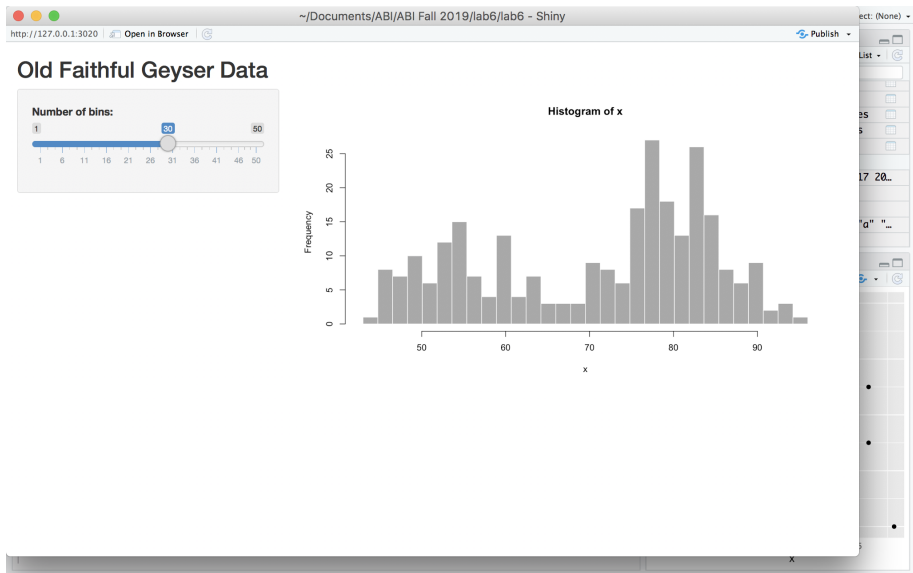 ~/Documents/ABI/ABI Fall 2019/lab6/lab6 - Shiny
http://127.0.0.1:3020 Open in Browser Publish
Old Faithful Geyser Data
Number of bins:
1 30 50
1 6 11 16 21 26 31 36 41 46 50
Histogram of x
Frequency
0 5 10 15 20 25
50 60 70 80 90
x
ect: (None)
List
es
s
17 20…
"a" "…
x